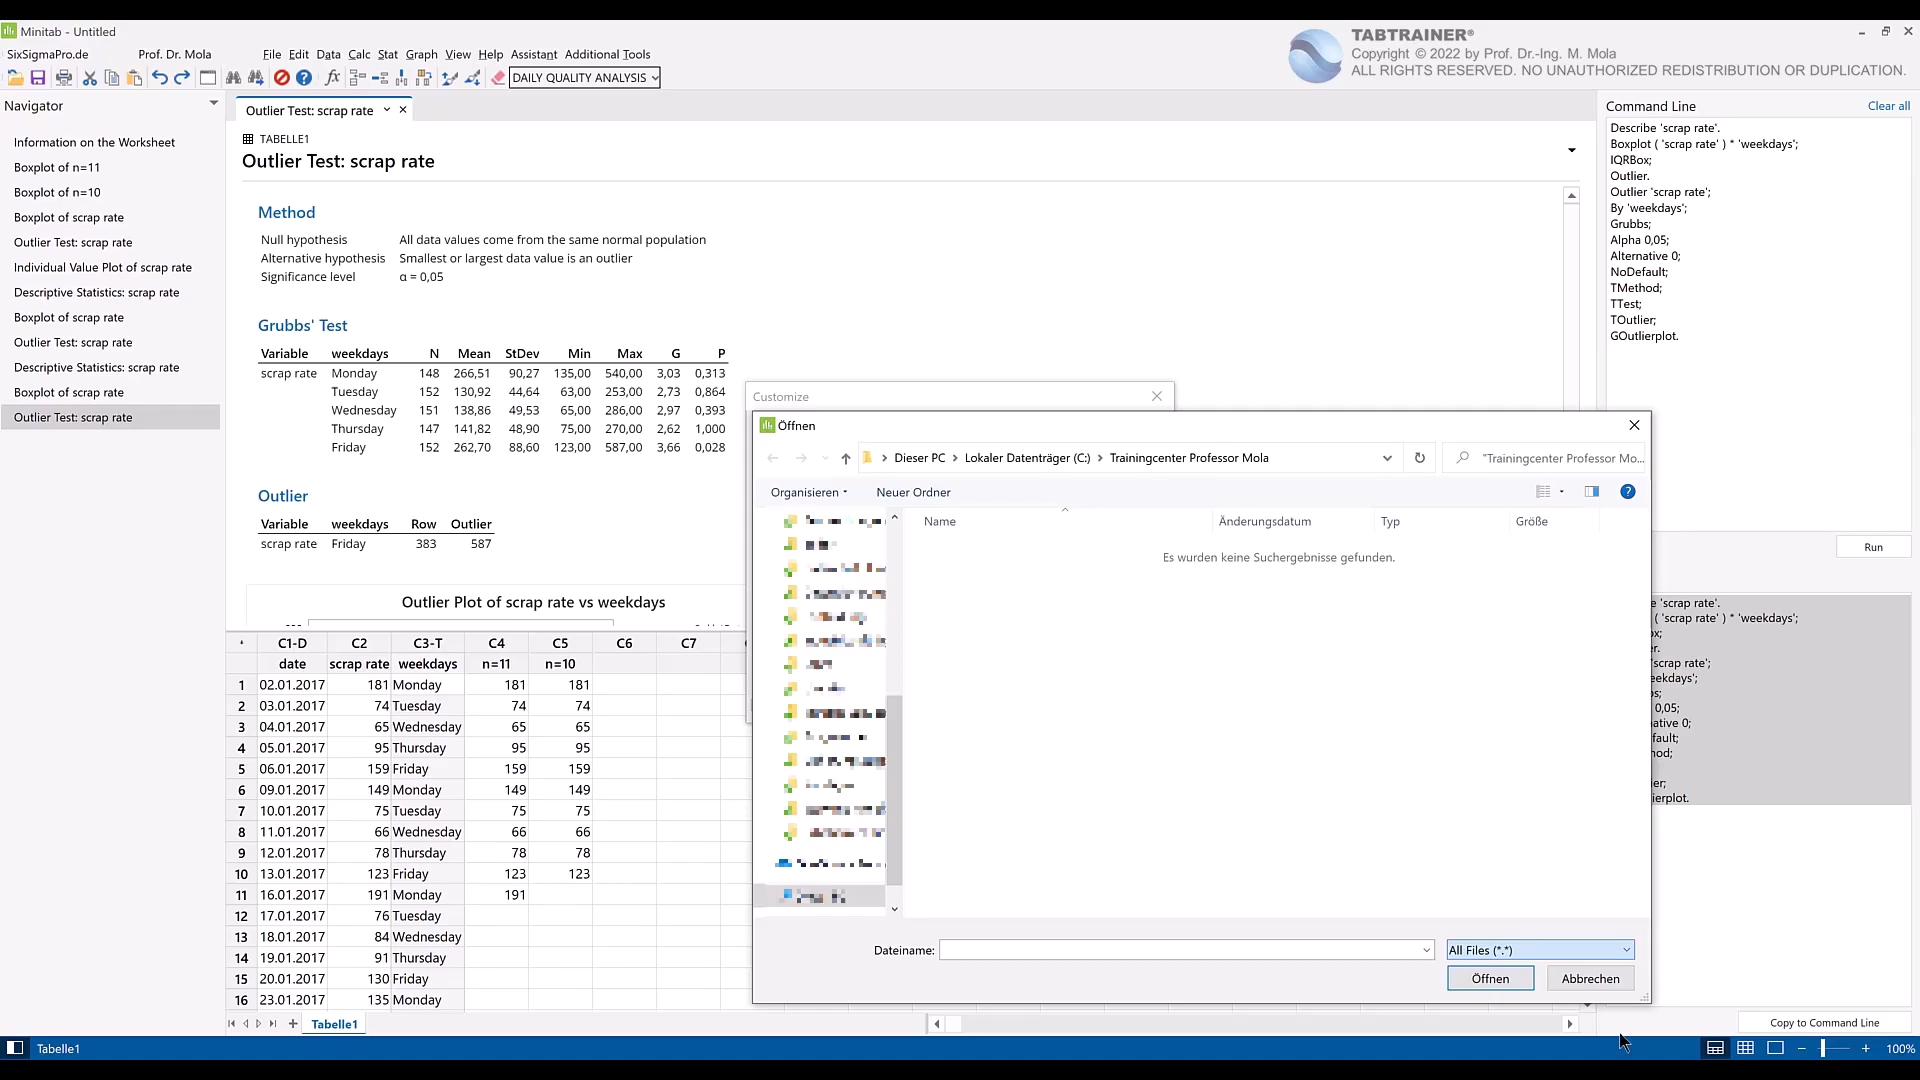 Minitab - Untitled
SixSigmaPro.de Prof. Dr. Mola File Edit Data Calc Stat Graph View Help Assistant Additional Tools
DAILY QUALITY ANALYSIS
TABTRAINER®
Copyright © 2022 by Prof. Dr.-Ing. M. Mola
ALL RIGHTS RESERVED. NO UNAUTHORIZED REDISTRIBUTION OR DUPLICATION.
Navigator
Information on the Worksheet
Boxplot of n=11
Boxplot of n=10
Boxplot of scrap rate
Outlier Test: scrap rate
Individual Value Plot of scrap rate
Descriptive Statistics: scrap rate
Boxplot of scrap rate
Outlier Test: scrap rate
Descriptive Statistics: scrap rate
Boxplot of scrap rate
Outlier Test: scrap rate
Outlier Test: scrap rate
TABELLE1
Outlier Test: scrap rate
Method
Null hypothesis All data values come from the same normal population
Alternative hypothesis Smallest or largest data value is an outlier
Significance level α = 0,05
Grubbs' Test
Variable weekdays N Mean StDev Min Max G P
scrap rate Monday 148 266,51 90,27 135,00 540,00 3,03 0,313
Tuesday 152 130,92 44,64 63,00 253,00 2,73 0,864
Wednesday 151 138,86 49,53 65,00 286,00 2,97 0,393
Thursday 147 141,82 48,90 75,00 270,00 2,62 1,000
Friday 152 262,70 88,60 123,00 587,00 3,66 0,028
Outlier
Variable weekdays Row Outlier
scrap rate Friday 383 587
Outlier Plot of scrap rate vs weekdays
C1-D C2 C3-T C4 C5 C6 C7
date scrap rate weekdays n=11 n=10
1 02.01.2017 181 Monday 181 181
2 03.01.2017 74 Tuesday 74 74
3 04.01.2017 65 Wednesday 65 65
4 05.01.2017 95 Thursday 95 95
5 06.01.2017 159 Friday 159 159
6 09.01.2017 149 Monday 149 149
7 10.01.2017 75 Tuesday 75 75
8 11.01.2017 66 Wednesday 66 66
9 12.01.2017 78 Thursday 78 78
10 13.01.2017 123 Friday 123 123
11 16.01.2017 191 Monday 191
12 17.01.2017 76 Tuesday
13 18.01.2017 84 Wednesday
14 19.01.2017 91 Thursday
15 20.01.2017 130 Friday
16 23.01.2017 135 Monday
Tabelle1
Customize
Öffnen
Dieser PC Lokaler Datenträger (C:) Trainingcenter Professor Mola
"Trainingcenter Professor Mo...
Organisieren Neuer Ordner
Name Änderungsdatum Typ Größe
Es wurden keine Suchergebnisse gefunden.
Dateiname:
All Files (*.*)
Öffnen Abbrechen
Command Line Clear all
Describe 'scrap rate'.
Boxplot ( 'scrap rate' ) * 'weekdays';
IQRBox;
Outlier.
Outlier 'scrap rate';
By 'weekdays';
Grubbs;
Alpha 0,05;
Alternative 0;
NoDefault;
TMethod;
TTest;
TOutlier;
GOutlierplot.
Run
e 'scrap rate'.
( 'scrap rate' ) * 'weekdays';
ox;
er.
'scrap rate';
eekdays';
os;
0,05;
ative 0;
fault;
hod;
er;
ierplot.
Copy to Command Line
Tabelle1
100%